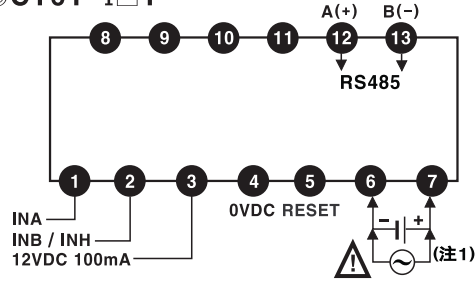 A(+) B(-)
8 9 10 11 12 13
RS485
1 2 3 4 5 6 7
0VDC RESET
INA
INB / INH
12VDC 100mA
- +
(注1)